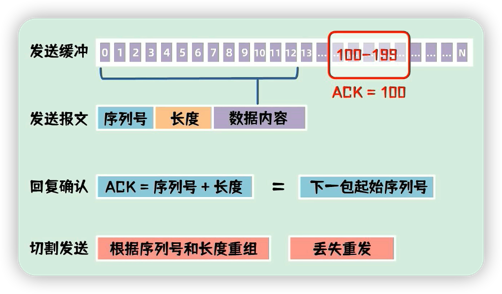 发送缓冲 0 1 2 3 4 5 6 7 8 9 10 11 12 13 ... 100-199 ... ... N
ACK = 100
发送报文 序列号 长度 数据内容
回复确认 ACK = 序列号 + 长度 = 下一包起始序列号
切割发送 根据序列号和长度重组 丢失重发